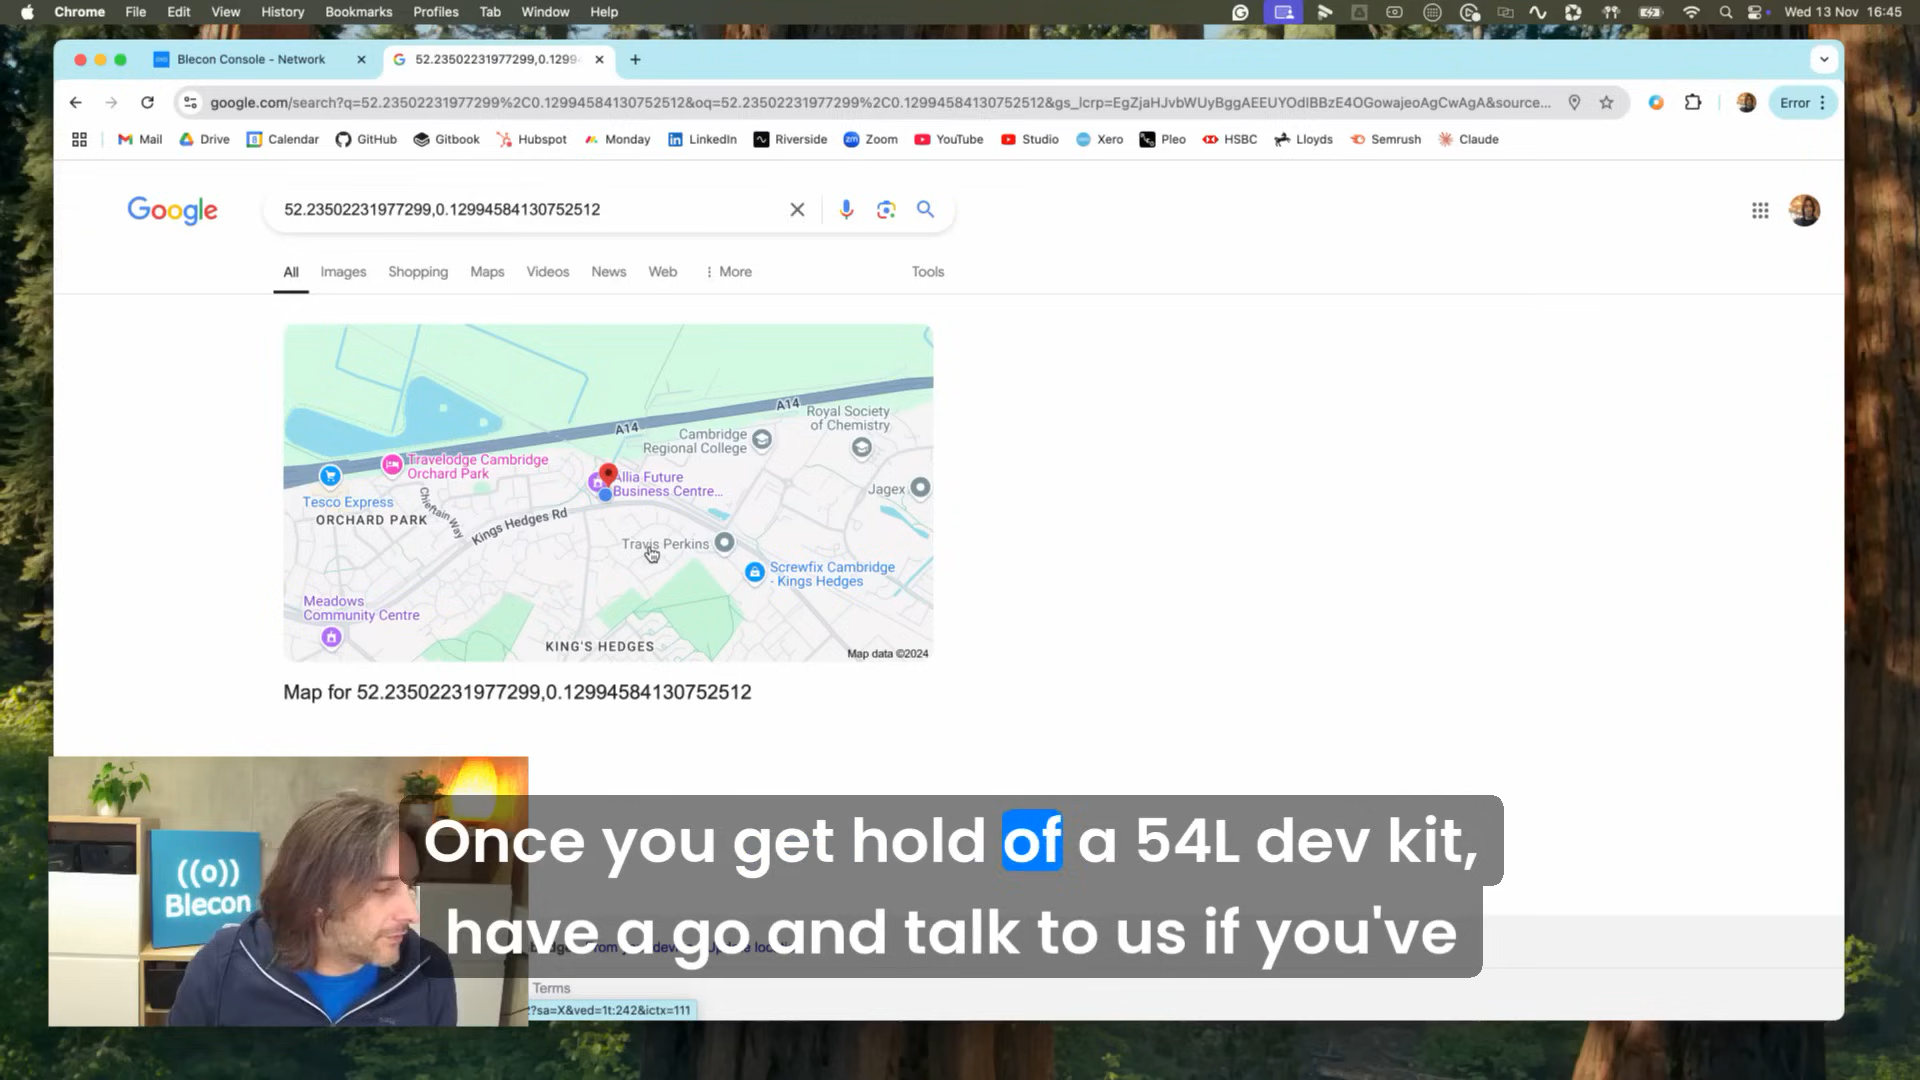 Chrome File Edit View History Bookmarks Profiles Tab Window Help
Wed 13 Nov 16:45
Blecon Console - Network
52.23502231977299,0.1299
google.com/search?q=52.23502231977299%2C0.12994584130752512&oq=52.23502231977299%2C0.12994584130752512&gs_lcrp=EgZjaHJvbWUyBggAEEUYOdIBBzE4OGowajeoAgCwAgA&source...
Error
Mail Drive Calendar GitHub Gitbook Hubspot Monday LinkedIn Riverside Zoom YouTube Studio Xero Pleo HSBC Lloyds Semrush Claude
Google
52.23502231977299,0.12994584130752512
All Images Shopping Maps Videos News Web More Tools
A14
A14
Royal Society
of Chemistry
Cambridge
Regional College
Travelodge Cambridge
Orchard Park
Allia Future
Business Centre...
Jagex
Tesco Express
ORCHARD PARK
Chieftain Way
Kings Hedges Rd
Travis Perkins
Screwfix Cambridge
- Kings Hedges
Meadows
Community Centre
KING'S HEDGES
Map data ©2024
Map for 52.23502231977299,0.12994584130752512
((o))
Blecon
Once you get hold of a 54L dev kit,
have a go and talk to us if you've
Terms
:?sa=X&ved=1t:242&ictx=111